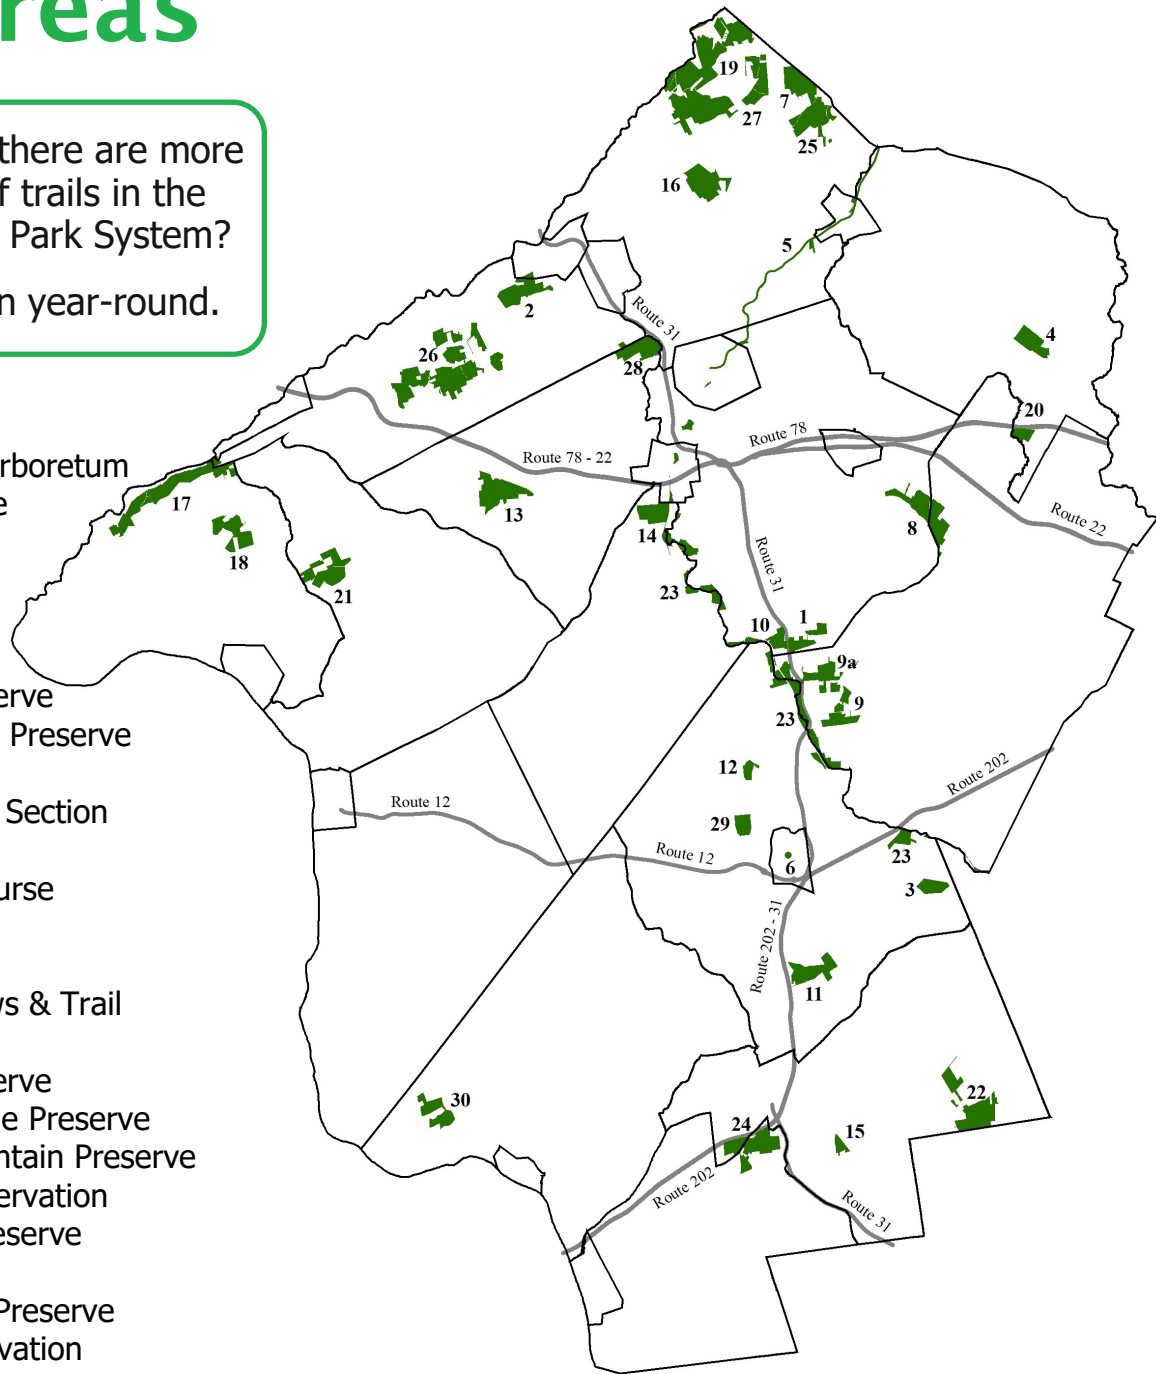 reas
there are more
f trails in the
Park System?
n year-round.
rboretum
e
erve
Preserve
Section
urse
ws & Trail
erve
e Preserve
ntain Preserve
servation
eserve
Preserve
vation
19
7
27
25
16
5
2
Route 31
4
26
28
20
Route 78
Route 78 - 22
17
13
8
Route 22
14
18
21
Route 31
23
10
1
9a
9
23
12
Route 202
Route 12
29
Route 12
6
23
3
Route 202 - 31
11
30
22
24
15
Route 202
Route 31